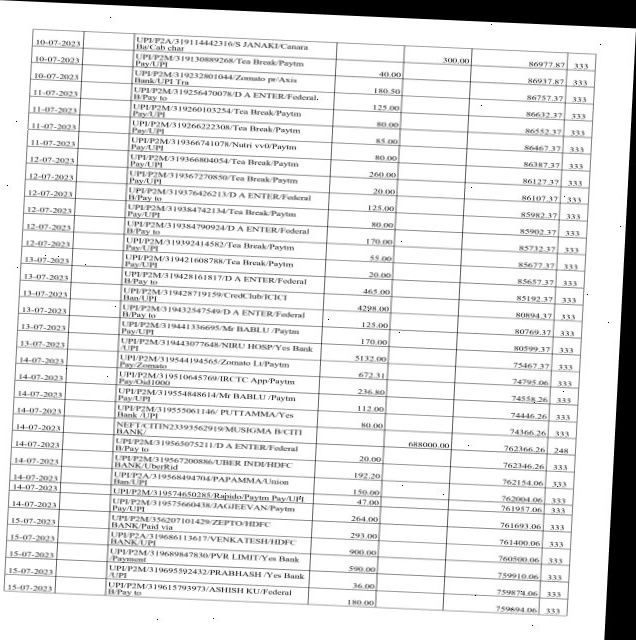 10-07-2023 UPI/P2A/319114442316/S JANAKI/Canara
Ba/Cab char 300.00 86977.87 333
10-07-2023 UPI/P2M/319130889268/Tea Break/Paytm
Pay/UPI 40.00 86937.87 333
10-07-2023 UPI/P2M/319232801044/Zomato pr/Axis
Bank/UPI Tra 180.50 86757.37 333
11-07-2023 UPI/P2M/319256470078/D A ENTER/Federal.
B/Pay to 125.00 86632.37 333
11-07-2023 UPI/P2M/319260103254/Tea Break/Paytm
Pay/UPI 80.00 86552.37 333
11-07-2023 UPI/P2M/319266222308/Tea Break/Paytm
Pay/UPI 85.00 86467.37 333
11-07-2023 UPI/P2M/319366741078/Nutri vv0/Paytm
Pay/UPI 80.00 86387.37 333
12-07-2023 UPI/P2M/319366804054/Tea Break/Paytm
Pay/UPI 260.00 86127.37 333
12-07-2023 UPI/P2M/319367270850/Tea Break/Paytm
Pay/UPI 20.00 86107.37 333
12-07-2023 UPI/P2M/319376426213/D A ENTER/Federal
B/Pay to 125.00 85982.37 333
12-07-2023 UPI/P2M/319384742134/Tea Break/Paytm
Pay/UPI 80.00 85902.37 333
12-07-2023 UPI/P2M/319384790924/D A ENTER/Federal
B/Pay to 170.00 85732.37 333
12-07-2023 UPI/P2M/319392414582/Tea Break/Paytm
Pay/UPI 55.00 85677.37 333
13-07-2023 UPI/P2M/319421608788/Tea Break/Paytm
Pay/UPI 20.00 85657.37 333
13-07-2023 UPI/P2M/319428161817/D A ENTER/Federal
B/Pay to 465.00 85192.37 333
13-07-2023 UPI/P2M/319428719159/CredClub/ICICI
Ban/UPI 4298.00 80894.37 333
13-07-2023 UPI/P2M/319432547549/D A ENTER/Federal
B/Pay to 125.00 80769.37 333
13-07-2023 UPI/P2M/319441336695/Mr BABLU /Paytm
Pay/UPI 170.00 80599.37 333
13-07-2023 UPI/P2M/319443077648/NIRU HOSP/Yes Bank
/UPI 5132.00 75467.37 333
14-07-2023 UPI/P2M/319544194565/Zomato Lt/Paytm
Pay/Zomato 672.31 74795.06 333
14-07-2023 UPI/P2M/319510645769/IRCTC App/Paytm
Pay/Oid1000 236.80 74558.26 333
14-07-2023 UPI/P2M/319554848614/Mr BABLU /Paytm
Pay/UPI 112.00 74446.26 333
14-07-2023 UPI/P2M/319555061146/ PUTTAMMA/Yes
Bank /UPI 80.00 74366.26 333
14-07-2023 NEFT/CITIN23393562919/MUSIGMA B/CITI
BANK/ 688000.00 762366.26 248
14-07-2023 UPI/P2M/319565075211/D A ENTER/Federal
B/Pay to 20.00 762346.26 333
14-07-2023 UPI/P2M/319567200886/UBER INDI/HDFC
BANK/UberRid 192.20 762154.06 333
14-07-2023 UPI/P2A/319568494704/PAPAMMA/Union
Ban/UPI 150.00 762004.06 333
14-07-2023 UPI/P2M/319574650285/Rapido/Paytm Pay/UPI 47.00 761957.06 333
14-07-2023 UPI/P2M/319575660438/JAGJEEVAN/Paytm
Pay/UPI 264.00 761693.06 333
15-07-2023 UPI/P2M/356207101429/ZEPTO/HDFC
BANK/Paid via 293.00 761400.06 333
15-07-2023 UPI/P2A/319686113617/VENKATESH/HDFC
BANK/UPI 900.00 760500.06 333
15-07-2023 UPI/P2M/319689847830/PVR LIMIT/Yes Bank
/Payment 590.00 759910.06 333
15-07-2023 UPI/P2M/319695592432/PRABHASH /Yes Bank
/UPI 36.00 759874.06 333
15-07-2023 UPI/P2M/319615793973/ASHISH KU/Federal
B/Pay to 180.00 759694.06 333